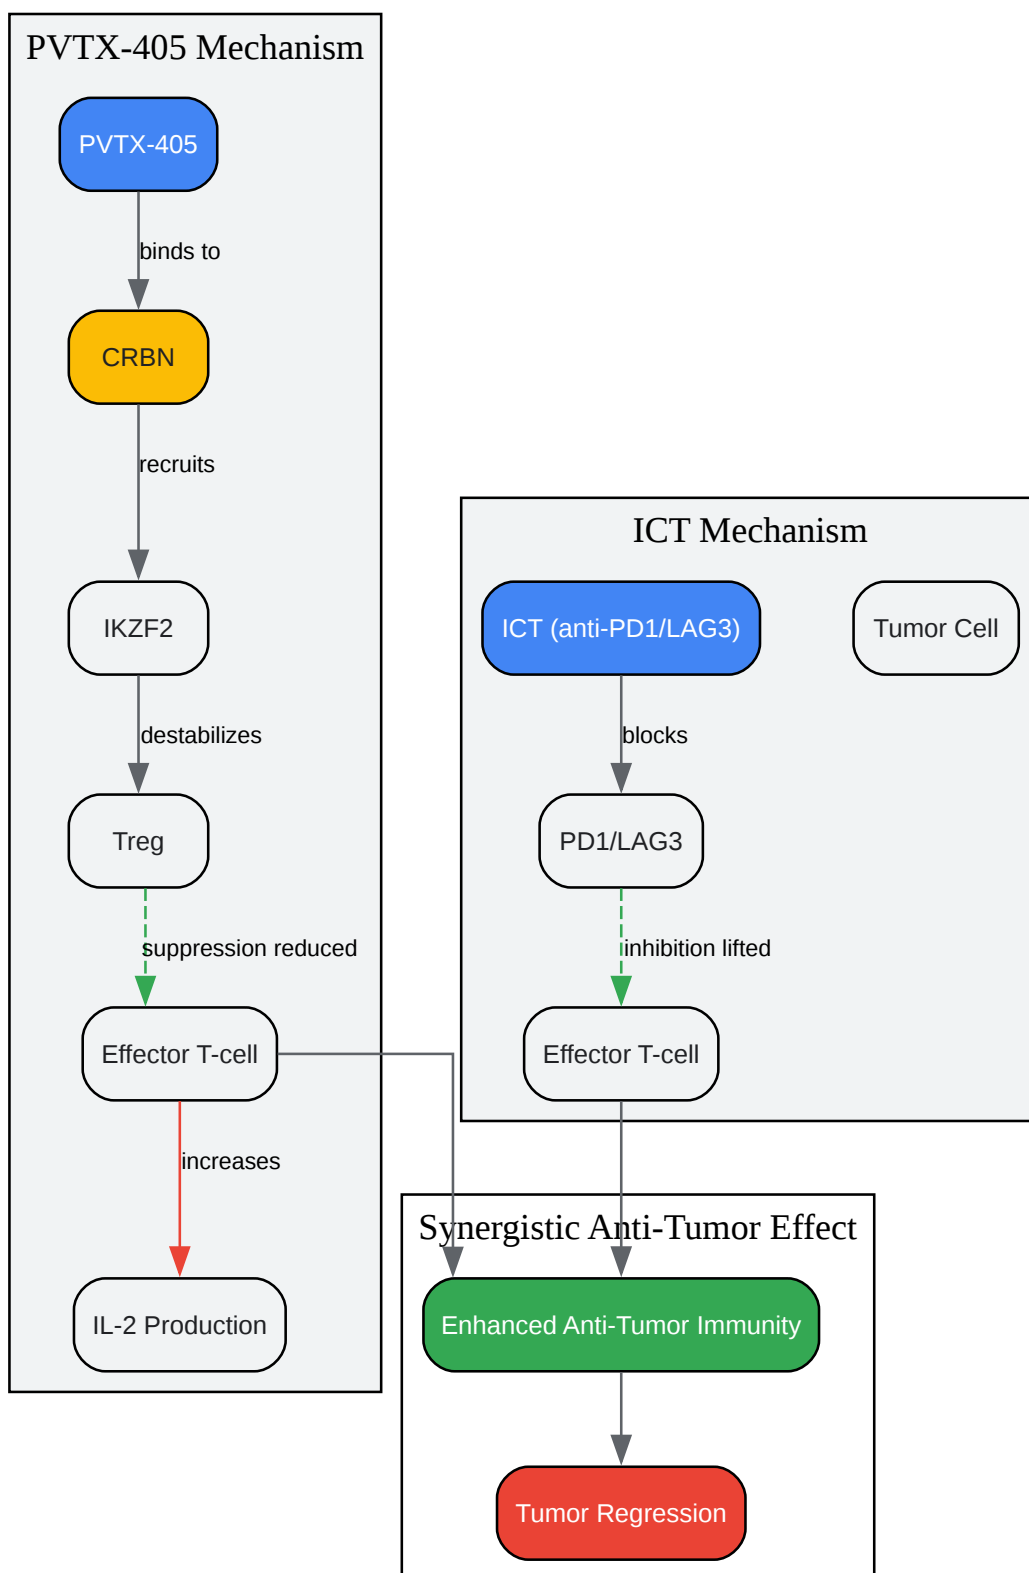 PVTX-405 Mechanism
PVTX-405
binds to
CRBN
recruits
IKZF2
destabilizes
Treg
suppression reduced
Effector T-cell
increases
IL-2 Production
ICT Mechanism
ICT (anti-PD1/LAG3)
Tumor Cell
blocks
PD1/LAG3
inhibition lifted
Effector T-cell
Synergistic Anti-Tumor Effect
Enhanced Anti-Tumor Immunity
Tumor Regression